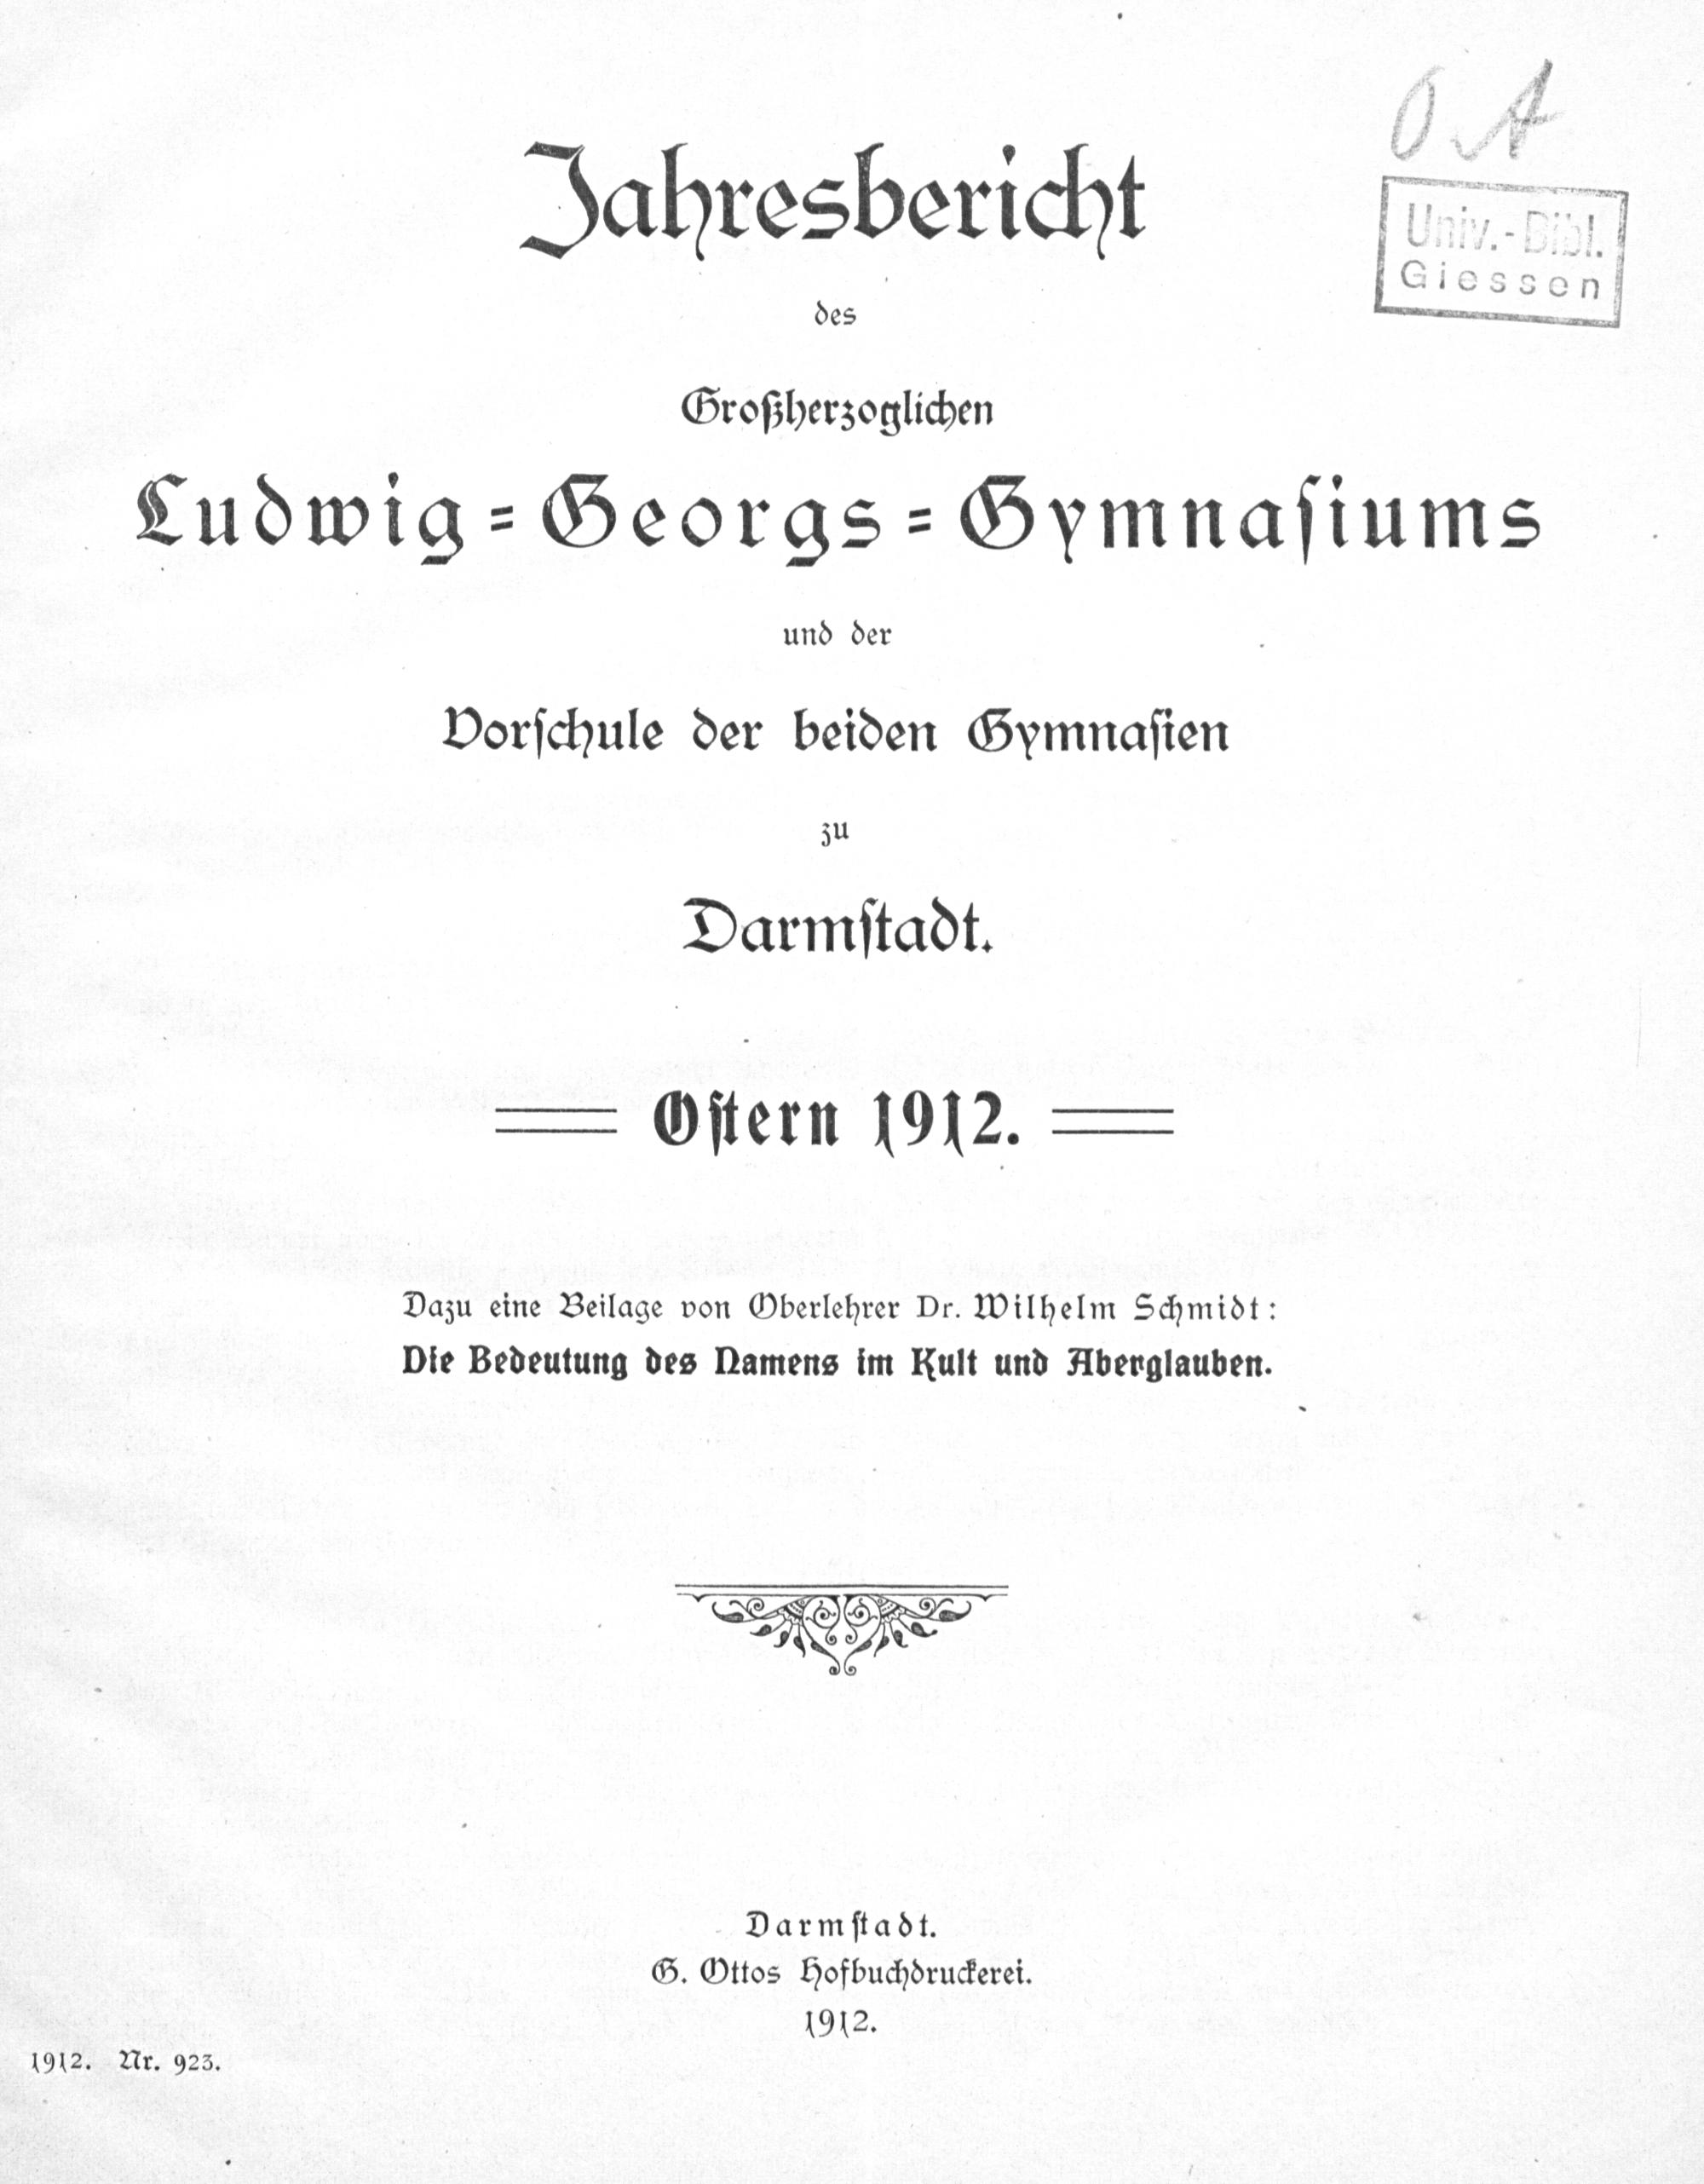 Jahresbericht
Univ.-Bibl.
Giessen
des
Großherzoglichen
Ludwig=Georgs=Gymnasiums
und der
Vorschule der beiden Gymnasien
zu
Darmstadt.
Ostern 1912.
Dazu eine Beilage von Oberlehrer Dr. Wilhelm Schmidt:
Die Bedeutung des Namens im Kult und Aberglauben.
Darmstadt.
G. Ottos Hofbuchdruckerei.
1912.
1912. Nr. 923.